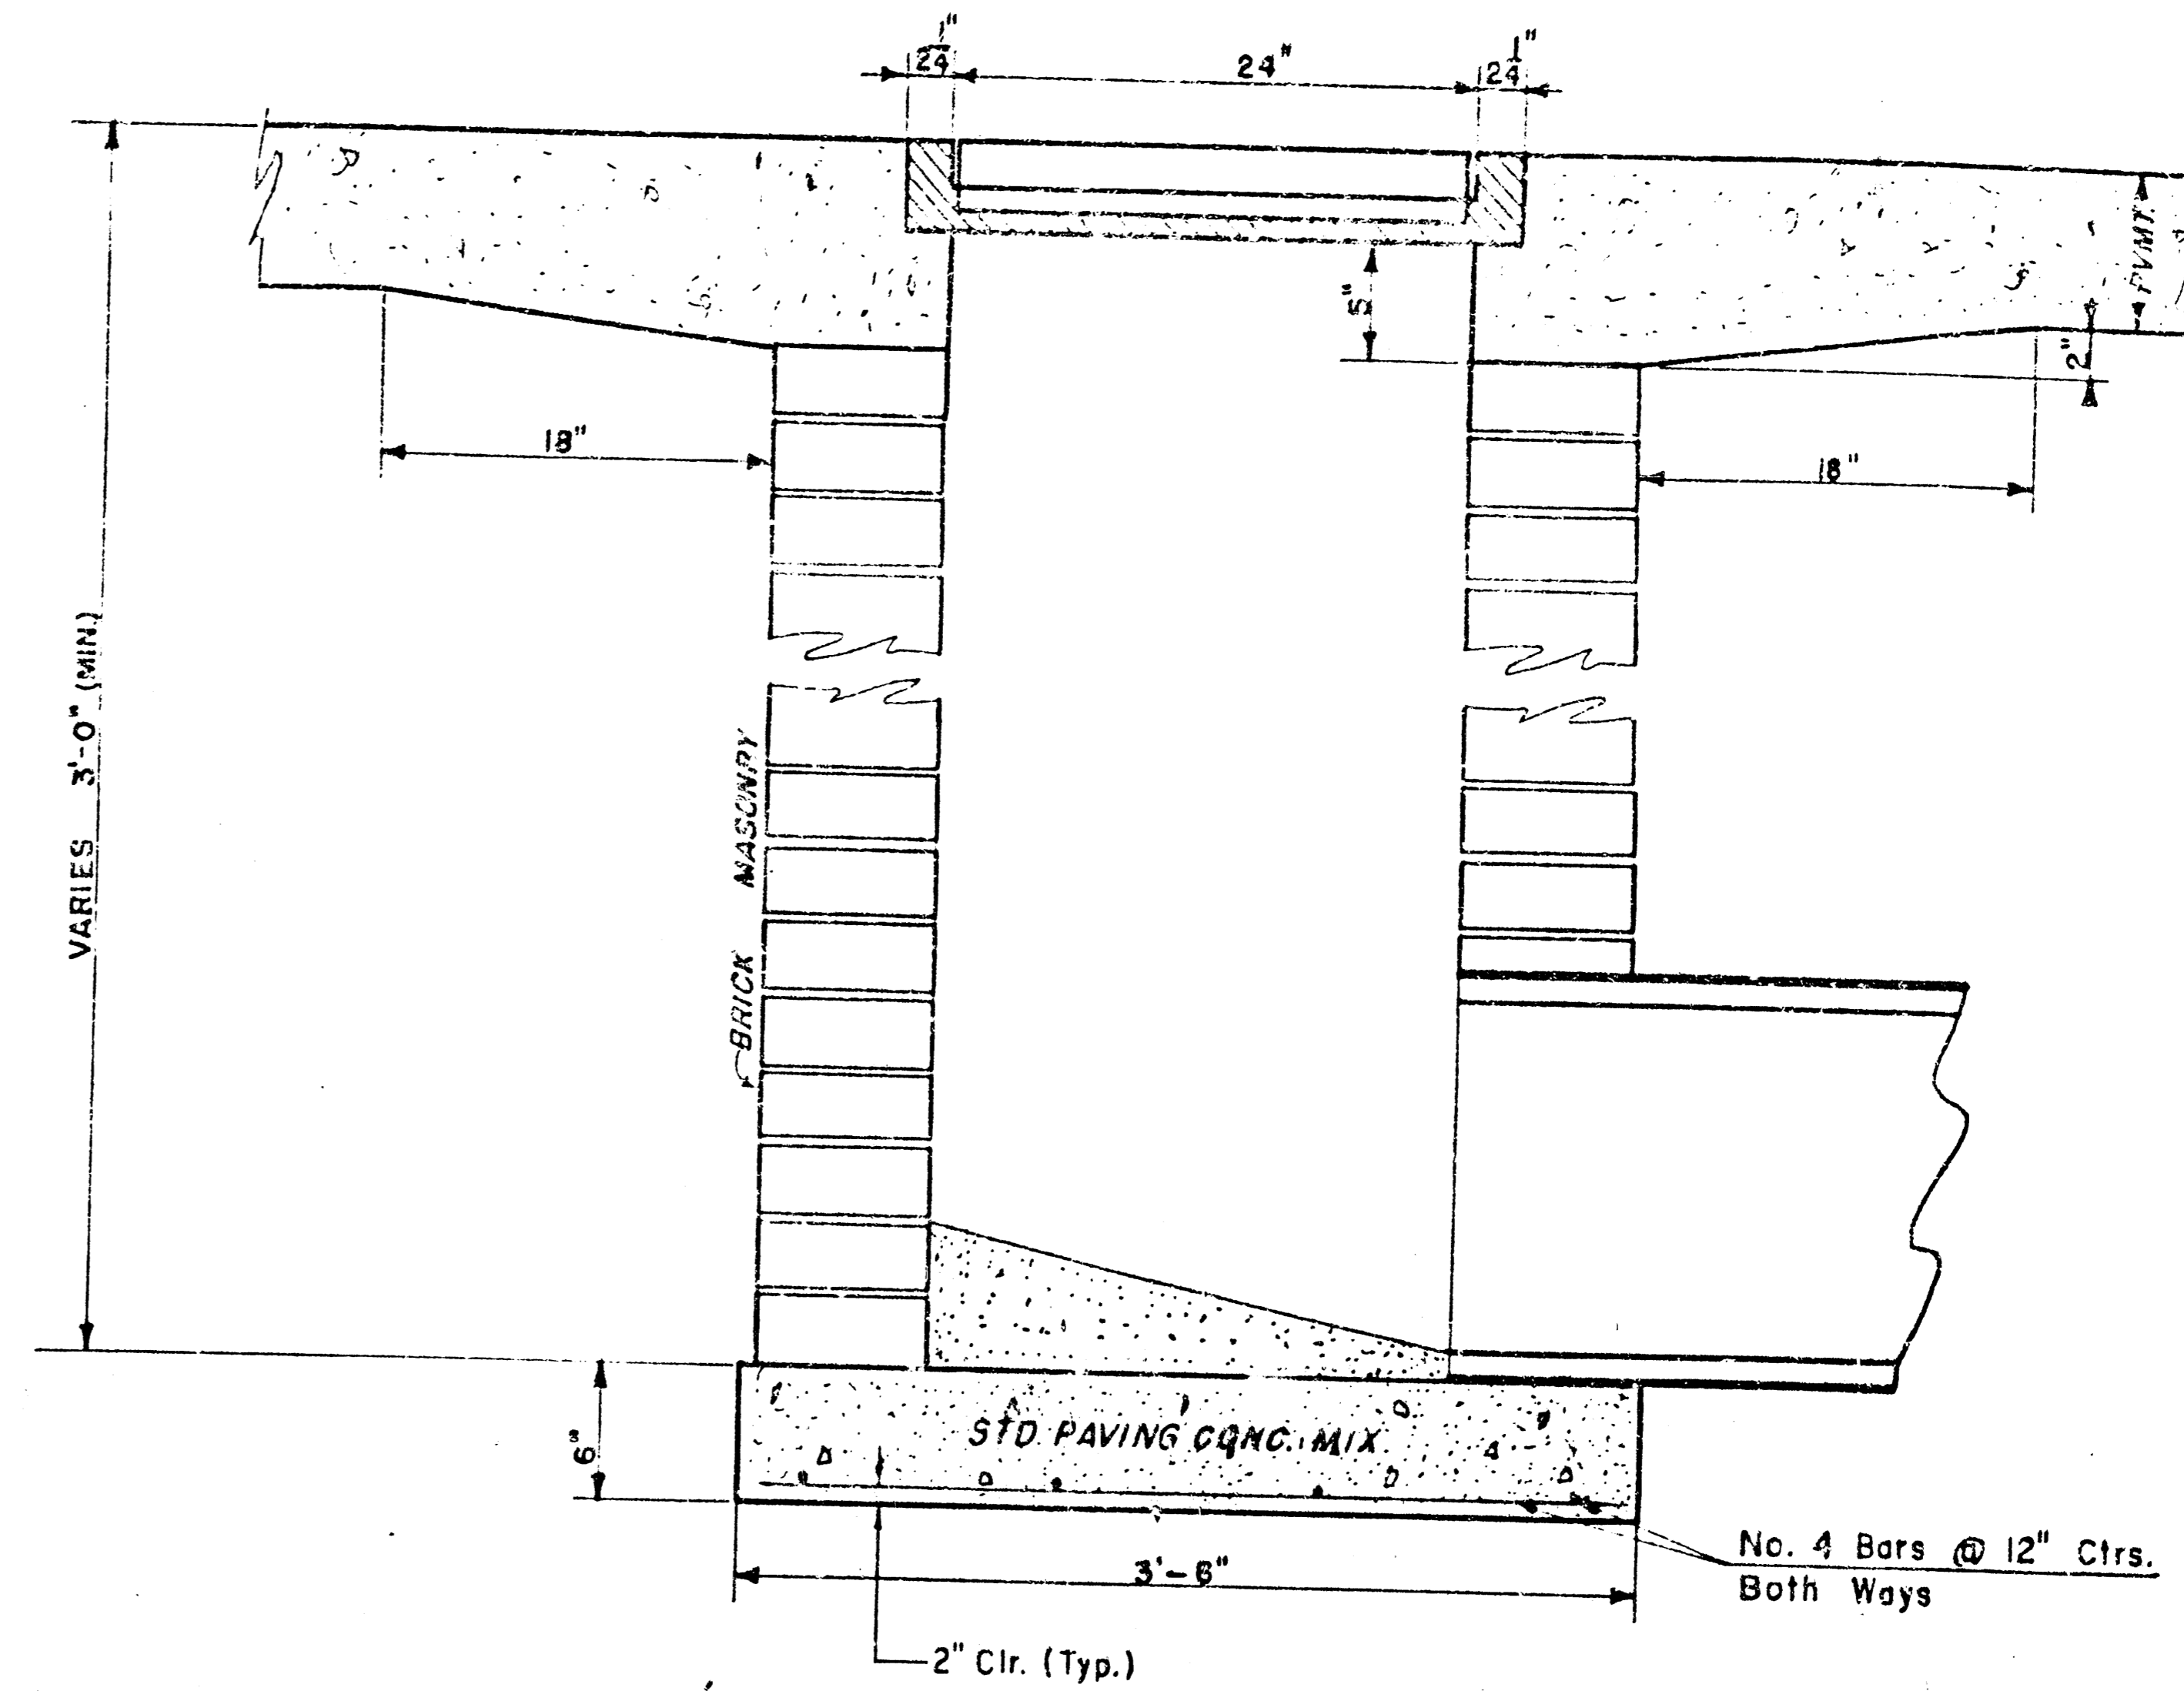 2 1/4"
24"
2 1/4"
PVMT.
5"
2"
18"
18"
VARIES 3'-0" (MIN.)
BRICK MASONRY
STD. PAVING CONC. MIX
6"
No. 4 Bars @ 12" Ctrs.
Both Ways
3'-6"
2" Clr. (Typ.)